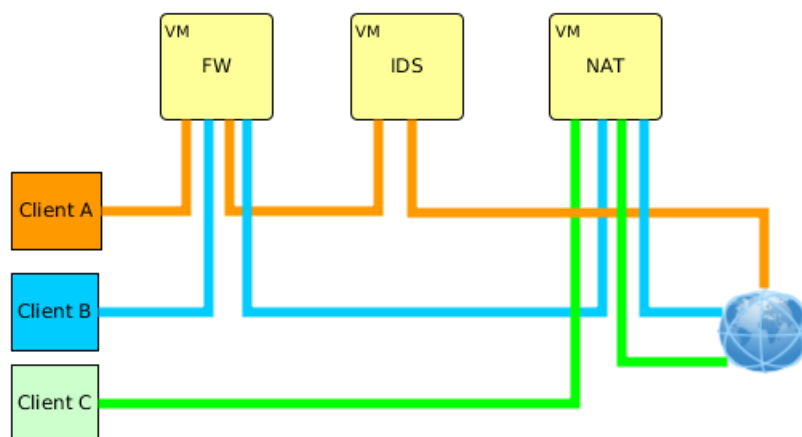 VM
FW
VM
IDS
VM
NAT
Client A
Client B
Client C